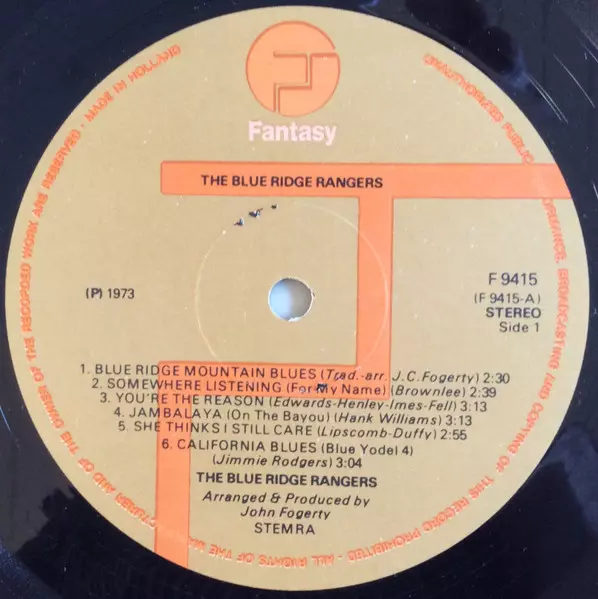 Fantasy
THE BLUE RIDGE RANGERS
(P) 1973
F 9415
(F 9415-A)
STEREO
Side 1
1. BLUE RIDGE MOUNTAIN BLUES (Trad.-arr. J.C. Fogerty) 2:30
2. SOMEWHERE LISTENING (For My Name) (Brownlee) 2:39
3. YOU'RE THE REASON (Edwards-Henley-Imes-Fell) 3:13
4. JAMBALAYA (On The Bayou) (Hank Williams) 3:13
5. SHE THINKS I STILL CARE (Lipscomb-Duffy) 2:55
6. CALIFORNIA BLUES (Blue Yodel 4)
(Jimmie Rodgers) 3:04
THE BLUE RIDGE RANGERS
Arranged & Produced by
John Fogerty
STEMRA
ALL RIGHTS OF THE MANUFACTURER AND OF THE OWNER OF THE RECORDED WORK ARE RESERVED · MADE IN HOLLAND
UNAUTHORIZED PUBLIC PERFORMANCE, BROADCASTING AND COPYING OF THIS RECORD PROHIBITED -